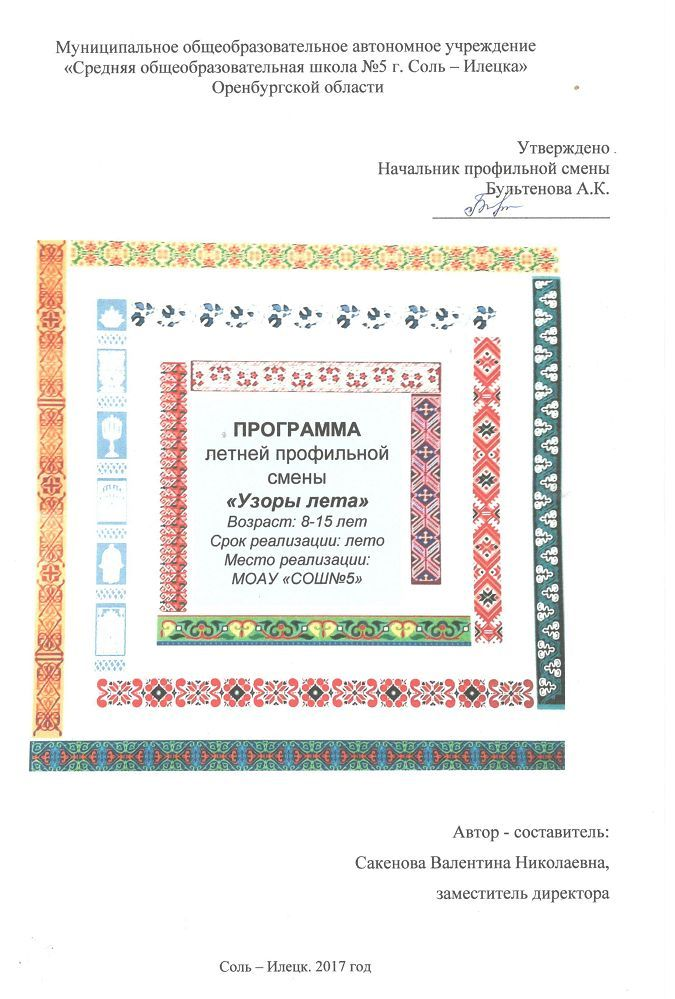 Муниципальное общеобразовательное автономное учреждение
«Средняя общеобразовательная школа №5 г. Соль – Илецка»
Оренбургской области
Утверждено
Начальник профильной смены
Бультенова А.К.
ПРОГРАММА
летней профильной
смены
«Узоры лета»
Возраст: 8-15 лет
Срок реализации: лето
Место реализации:
МОАУ «СОШ№5»
Автор - составитель:
Сакенова Валентина Николаевна,
заместитель директора
Соль – Илецк. 2017 год